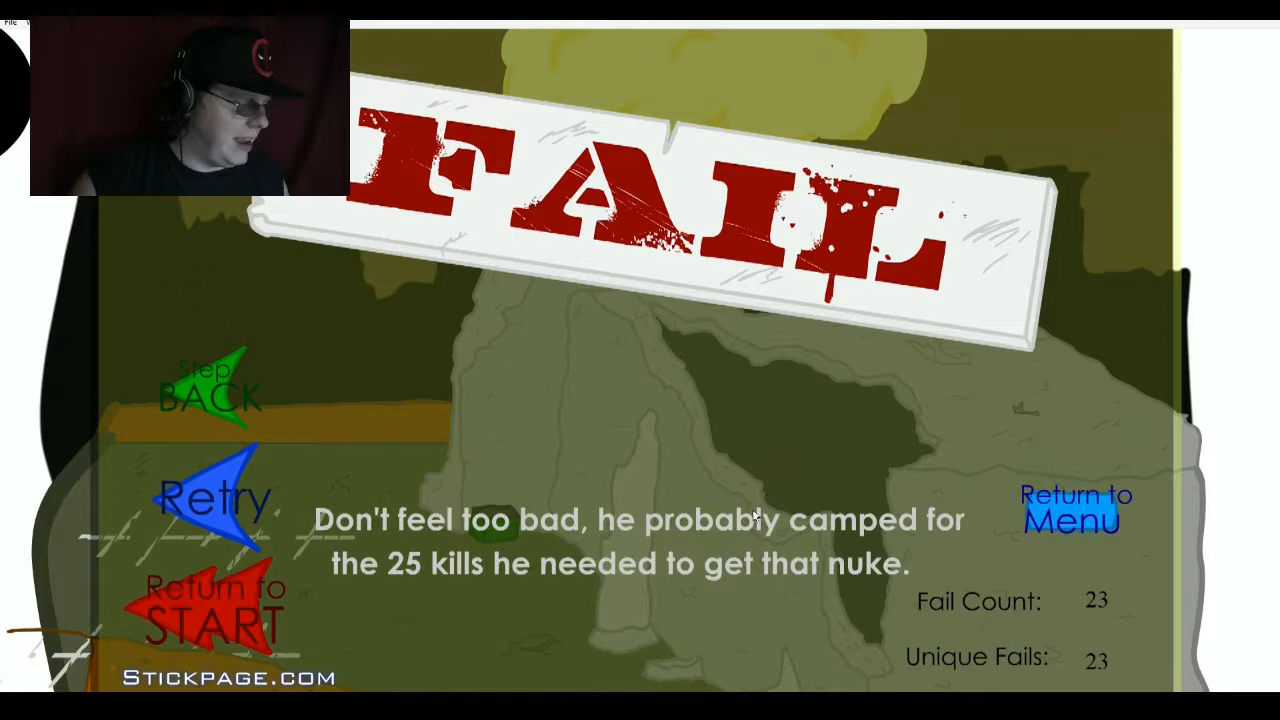 File
FAIL
Step
BACK
Retry
Don't feel too bad, he probably camped for
the 25 kills he needed to get that nuke.
Return to
Menu
Return to
START
Fail Count: 23
Unique Fails: 23
STICKPAGE.COM